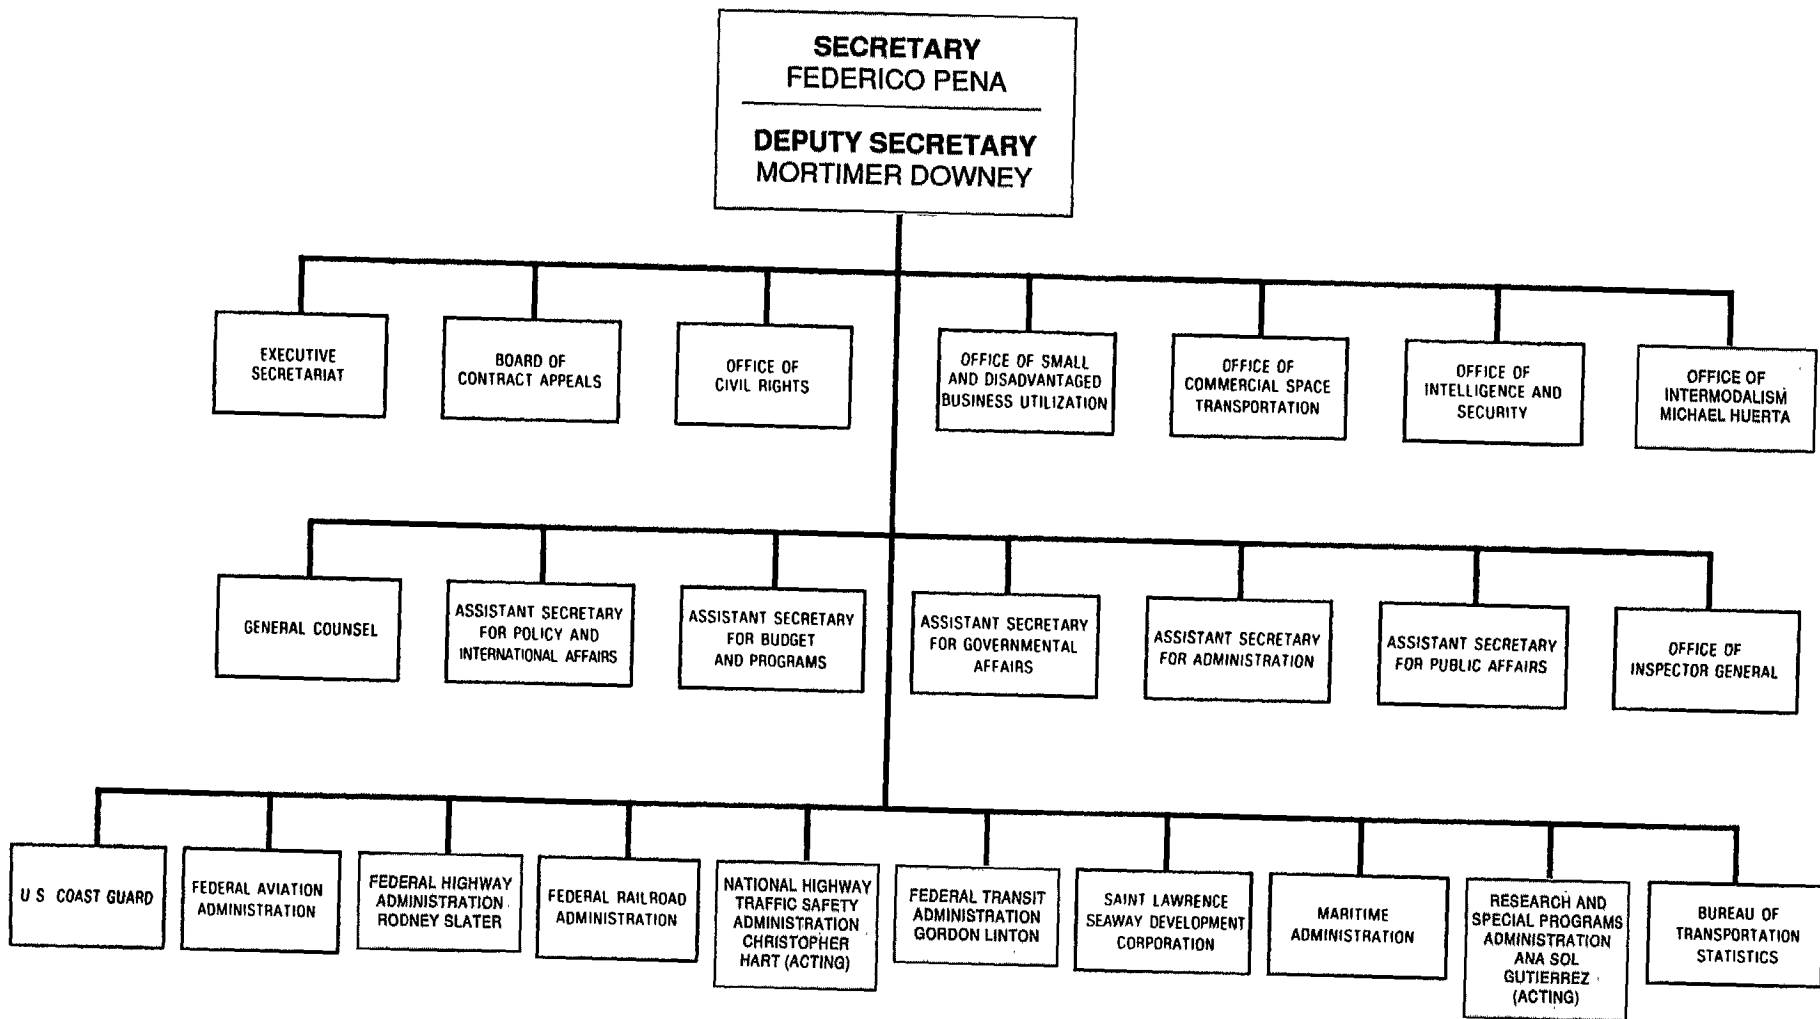 SECRETARY
FEDERICO PENA
DEPUTY SECRETARY
MORTIMER DOWNEY
EXECUTIVE
SECRETARIAT
BOARD OF
CONTRACT APPEALS
OFFICE OF
CIVIL RIGHTS
OFFICE OF SMALL
AND DISADVANTAGED
BUSINESS UTILIZATION
OFFICE OF
COMMERCIAL SPACE
TRANSPORTATION
OFFICE OF
INTELLIGENCE AND
SECURITY
OFFICE OF
INTERMODALISM
MICHAEL HUERTA
GENERAL COUNSEL
ASSISTANT SECRETARY
FOR POLICY AND
INTERNATIONAL AFFAIRS
ASSISTANT SECRETARY
FOR BUDGET
AND PROGRAMS
ASSISTANT SECRETARY
FOR GOVERNMENTAL
AFFAIRS
ASSISTANT SECRETARY
FOR ADMINISTRATION
ASSISTANT SECRETARY
FOR PUBLIC AFFAIRS
OFFICE OF
INSPECTOR GENERAL
U S COAST GUARD
FEDERAL AVIATION
ADMINISTRATION
FEDERAL HIGHWAY
ADMINISTRATION
RODNEY SLATER
FEDERAL RAILROAD
ADMINISTRATION
NATIONAL HIGHWAY
TRAFFIC SAFETY
ADMINISTRATION
CHRISTOPHER
HART (ACTING)
FEDERAL TRANSIT
ADMINISTRATION
GORDON LINTON
SAINT LAWRENCE
SEAWAY DEVELOPMENT
CORPORATION
MARITIME
ADMINISTRATION
RESEARCH AND
SPECIAL PROGRAMS
ADMINISTRATION
ANA SOL
GUTIERREZ
(ACTING)
BUREAU OF
TRANSPORTATION
STATISTICS